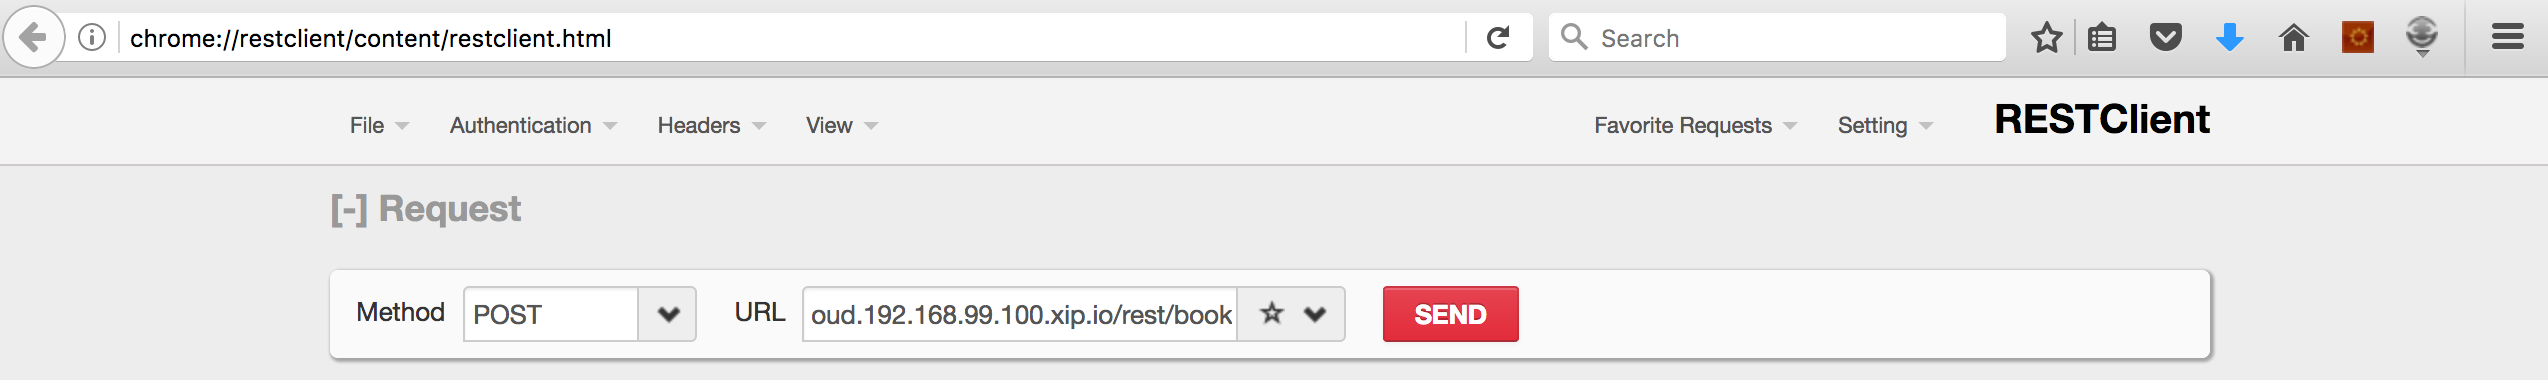 chrome://restclient/content/restclient.html Search
File Authentication Headers View Favorite Requests Setting RESTClient
[-] Request
Method POST URL oud.192.168.99.100.xip.io/rest/book SEND